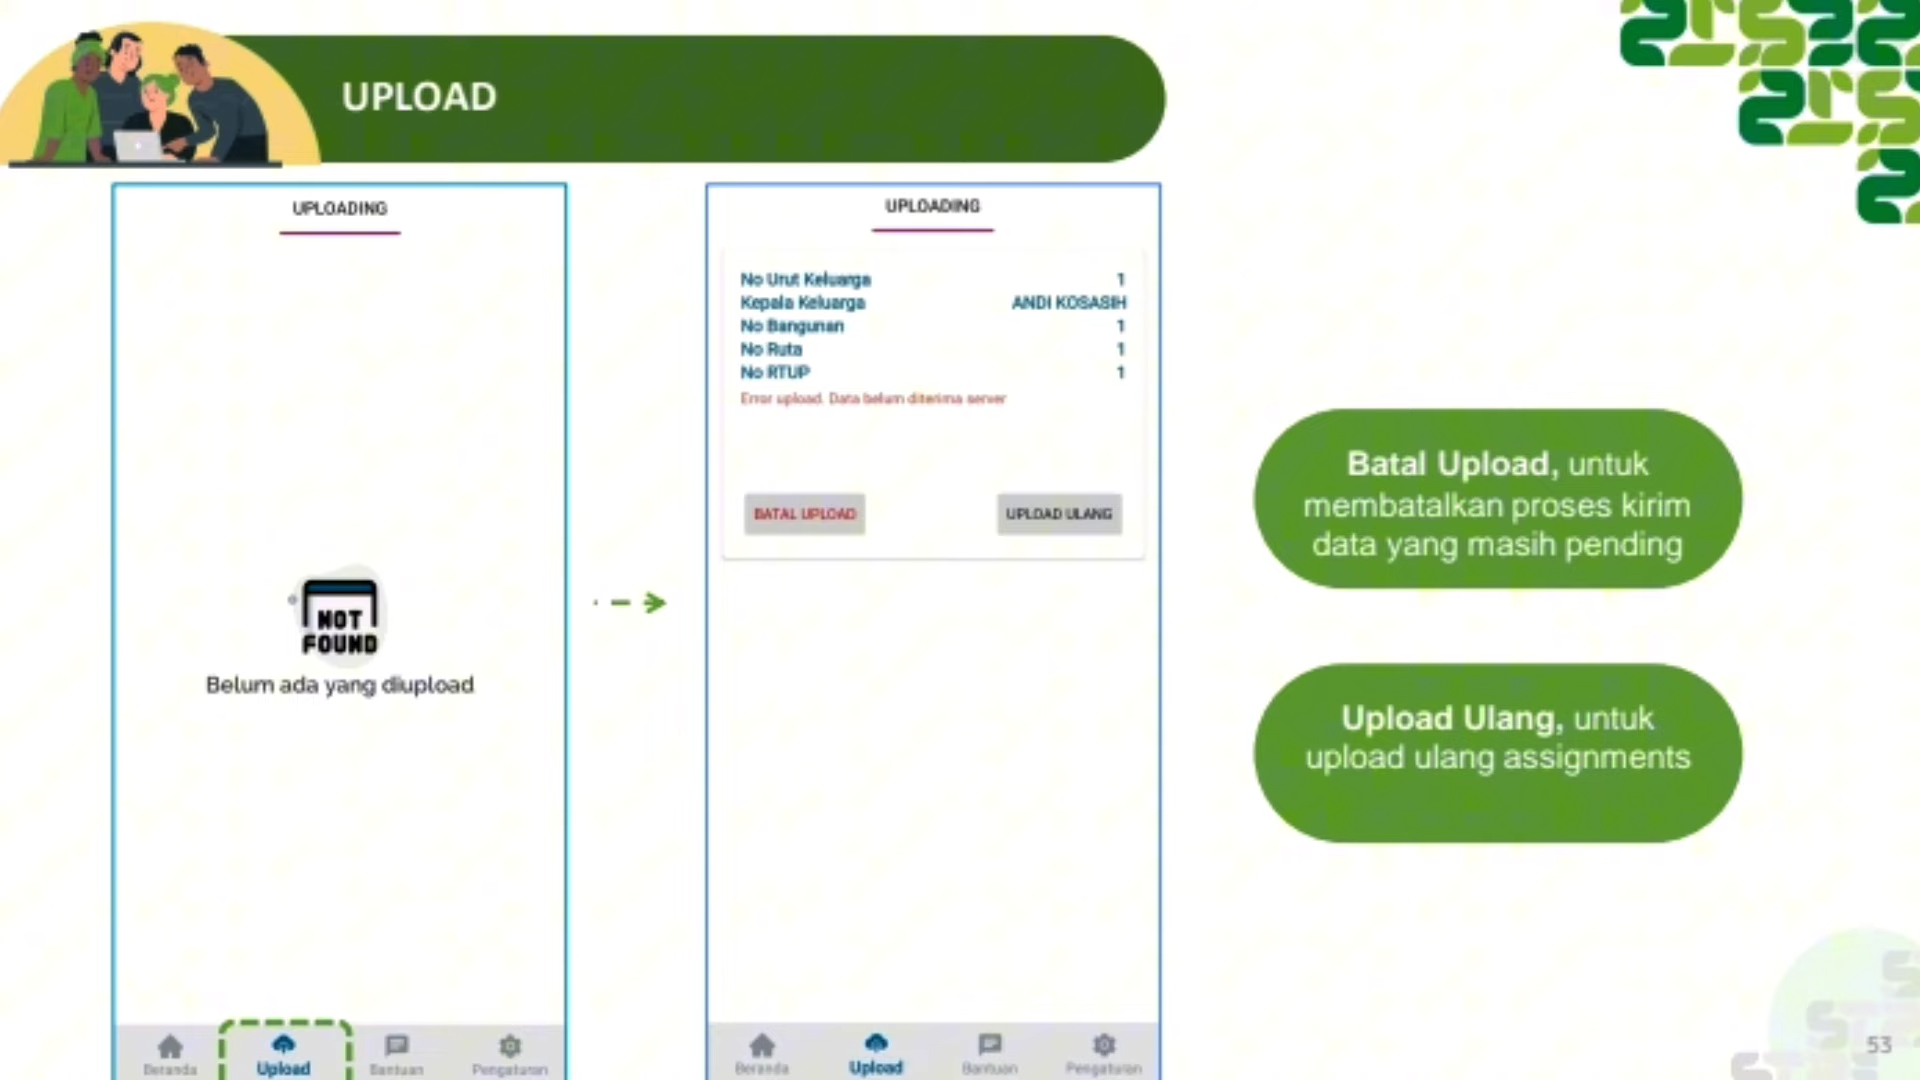 UPLOAD
UPLOADING
NOT
FOUND
Belum ada yang diupload
Beranda
Upload
Bantuan
Pengaturan
UPLOADING
No Urut Keluarga 1
Kepala Keluarga ANDI KOSASIH
No Bangunan 1
No Ruta 1
No RTUP 1
Error upload. Data belum diterima server
BATAL UPLOAD
UPLOAD ULANG
Beranda
Upload
Bantuan
Pengaturan
Batal Upload, untuk
membatalkan proses kirim
data yang masih pending
Upload Ulang, untuk
upload ulang assignments
53